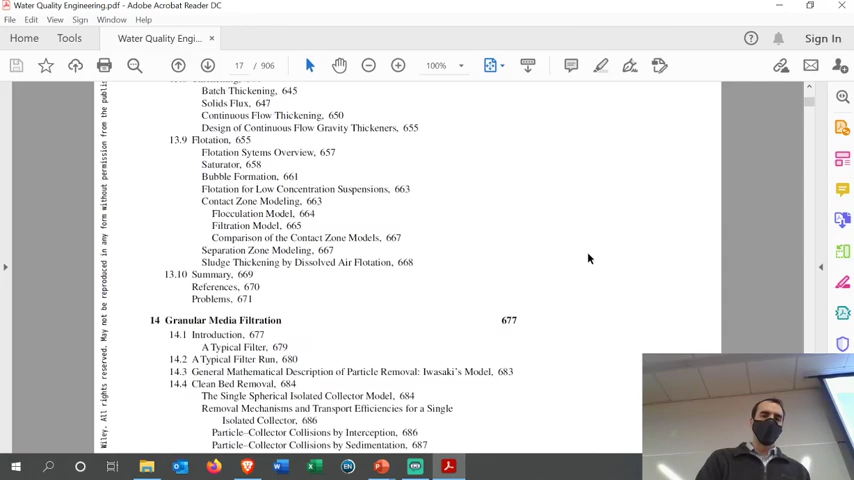 Water Quality Engineering.pdf - Adobe Acrobat Reader DC
File Edit View Sign Window Help
Home Tools Water Quality Engi... × Sign In
17 / 906 100%
Batch Thickening, 645
Solids Flux, 647
Continuous Flow Thickening, 650
Design of Continuous Flow Gravity Thickeners, 655
13.9 Flotation, 655
Flotation Sytems Overview, 657
Saturator, 658
Bubble Formation, 661
Flotation for Low Concentration Suspensions, 663
Contact Zone Modeling, 663
Flocculation Model, 664
Filtration Model, 665
Comparison of the Contact Zone Models, 667
Separation Zone Modeling, 667
Sludge Thickening by Dissolved Air Flotation, 668
13.10 Summary, 669
References, 670
Problems, 671
14 Granular Media Filtration 677
14.1 Introduction, 677
A Typical Filter, 679
14.2 A Typical Filter Run, 680
14.3 General Mathematical Description of Particle Removal: Iwasaki's Model, 683
14.4 Clean Bed Removal, 684
The Single Spherical Isolated Collector Model, 684
Removal Mechanisms and Transport Efficiencies for a Single
Isolated Collector, 686
Particle–Collector Collisions by Interception, 686
Particle–Collector Collisions by Sedimentation, 687
Wiley. All rights reserved. May not be reproduced in any form without permission from the publis